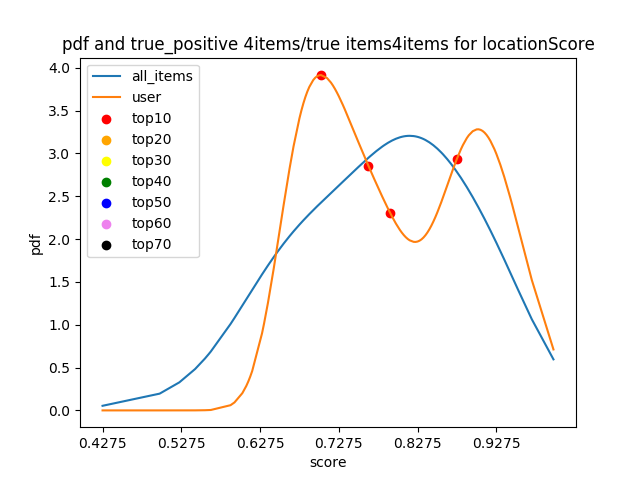 pdf and true_positive 4items/true items4items for locationScore
all_items
user
top10
top20
top30
top40
top50
top60
top70
4.0
3.5
3.0
2.5
2.0
1.5
1.0
0.5
0.0
pdf
0.4275 0.5275 0.6275 0.7275 0.8275 0.9275
score